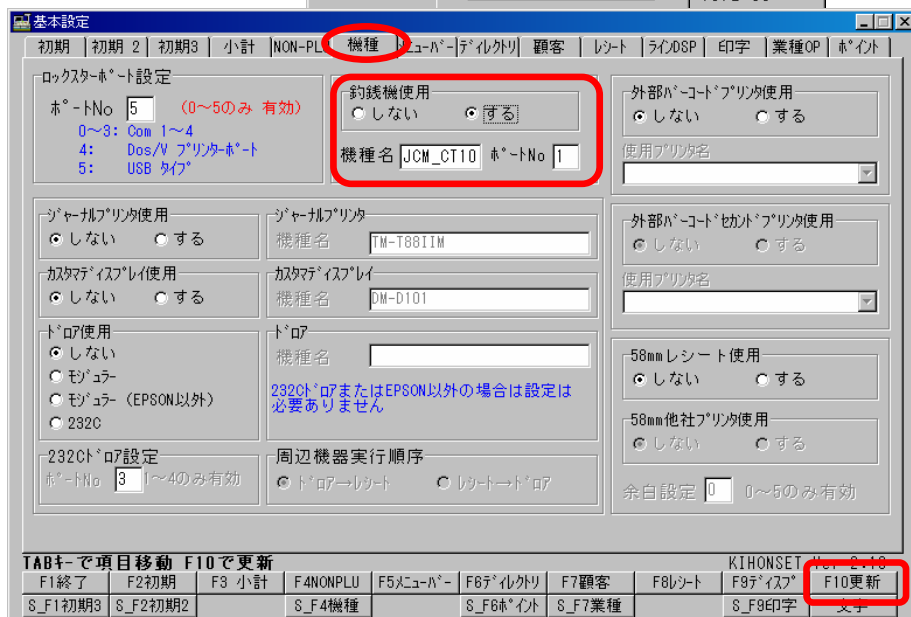 基本設定
初期 初期 2 初期3 小計 NON-PL 機種 ﾆｭｰﾊﾞｰ ﾃﾞｨﾚｸﾄﾘ 顧客 ﾚｼｰﾄ ﾗｲﾝDSP 印字 業種OP ﾎﾟｲﾝﾄ
ロックスターﾎﾟｰﾄ設定
ﾎﾟｰﾄNo 5 (0～5のみ 有効)
0～3: Com 1～4
4: Dos/V ﾌﾟﾘﾝﾀｰﾎﾟｰﾄ
5: USB ﾀｲﾌﾟ
釣銭機使用
しない する
機種名 JCM_CT10 ﾎﾟｰﾄNo 1
外部ﾊﾞｰｺｰﾄﾞﾌﾟﾘﾝﾀ使用
しない する
使用ﾌﾟﾘﾝﾀ名
ｼﾞｬｰﾅﾙﾌﾟﾘﾝﾀ使用
しない する
ｼﾞｬｰﾅﾙﾌﾟﾘﾝﾀ
機種名 TM-T88IIM
外部ﾊﾞｰｺｰﾄﾞｾｶﾝﾄﾞﾌﾟﾘﾝﾀ使用
しない する
使用ﾌﾟﾘﾝﾀ名
ｶｽﾀﾏﾃﾞｨｽﾌﾟﾚｲ使用
しない する
ｶｽﾀﾏﾃﾞｨｽﾌﾟﾚｲ
機種名 DM-D101
ﾄﾞﾛｱ使用
しない
ﾓｼﾞｭﾗｰ
ﾓｼﾞｭﾗｰ (EPSON以外)
232C
ﾄﾞﾛｱ
機種名
232CﾄﾞﾛｱまたはEPSON以外の場合は設定は
必要ありません
58mmレシート使用
しない する
58mm他社ﾌﾟﾘﾝﾀ使用
しない する
余白設定 0 0～5のみ有効
232Cﾄﾞﾛｱ設定
ﾎﾟｰﾄNo 3 1～4のみ有効
周辺機器実行順序
ﾄﾞﾛｱ→ﾚｼｰﾄ ﾚｼｰﾄ→ﾄﾞﾛｱ
TABｷｰで項目移動 F10で更新 KIHONSET
F1終了 F2初期 F3 小計 F4NONPLU F5ﾒﾆｭｰﾊﾞｰ F6ﾃﾞｨﾚｸﾄﾘ F7顧客 F8ﾚｼｰﾄ F9ﾃﾞｨｽﾌﾟ F10更新
S_F1初期3 S_F2初期2 S_F4機種 S_F6ﾎﾟｲﾝﾄ S_F7業種 S_F9印字 文字